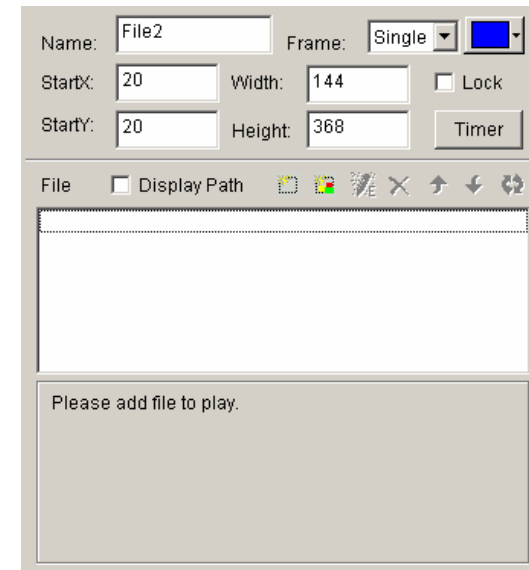 Name: File2 Frame: Single
StartX: 20 Width: 144 Lock
StartY: 20 Height: 368 Timer
File Display Path
Please add file to play.